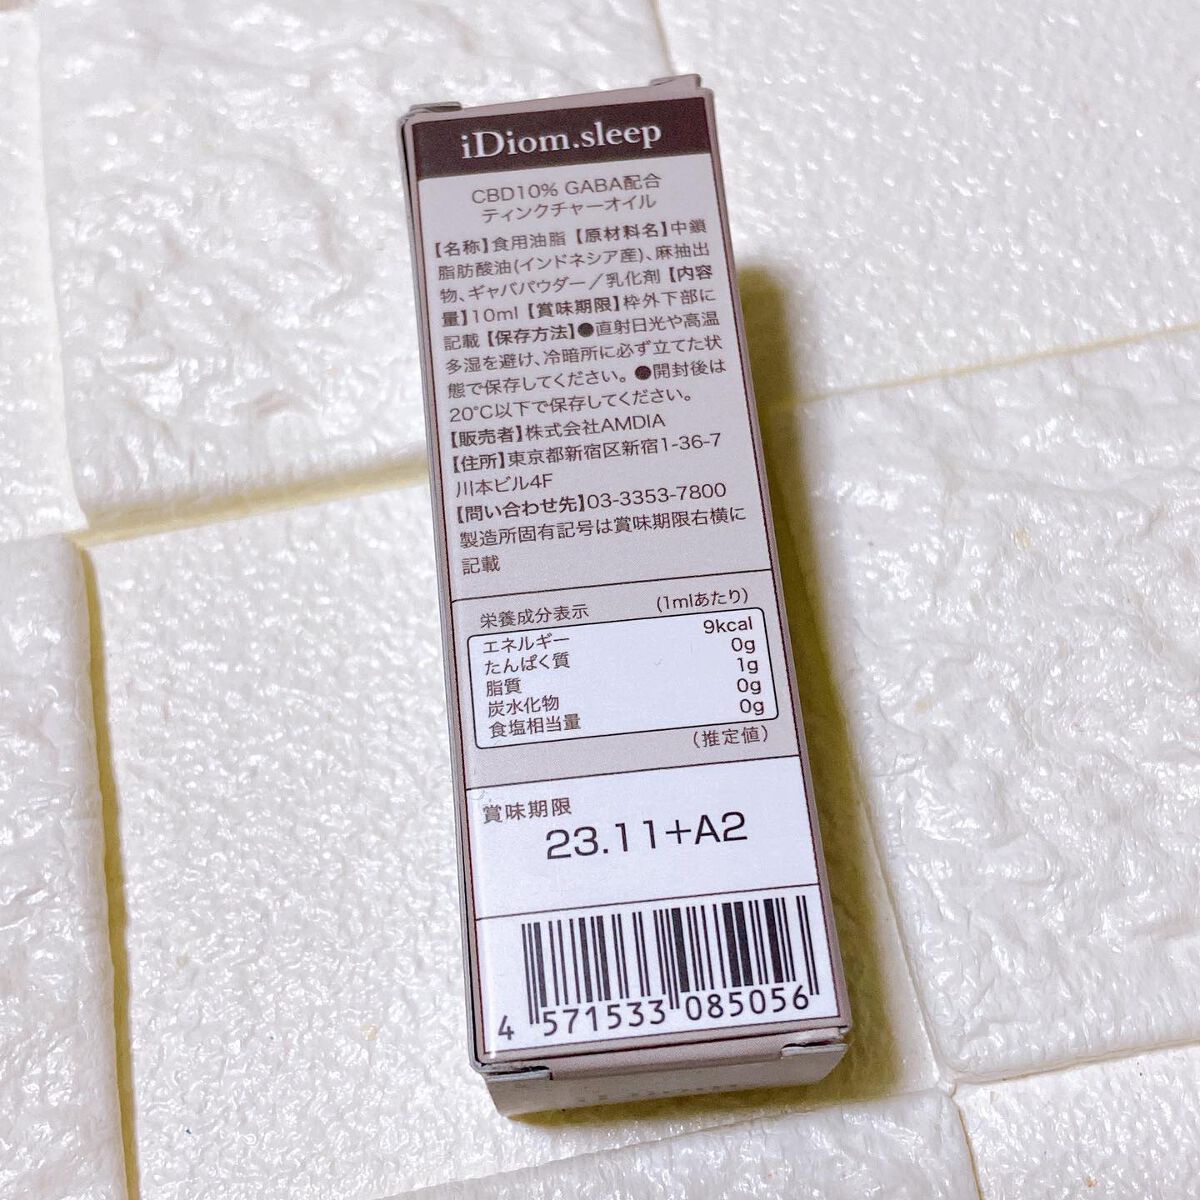 iDiom.sleep
CBD10% GABA配合
ティンクチャーオイル
【名称】食用油脂【原材料名】中鎖
脂肪酸油(インドネシア産)、麻抽出
物、ギャバパウダー／乳化剤【内容
量】10ml【賞味期限】枠外下部に
記載【保存方法】●直射日光や高温
多湿を避け、冷暗所に必ず立てた状
態で保存してください。●開封後は
20℃以下で保存してください。
【販売者】株式会社AMDIA
【住所】東京都新宿区新宿1-36-7
川本ビル4F
【問い合わせ先】03-3353-7800
製造所固有記号は賞味期限右横に
記載
栄養成分表示 (1mlあたり)
エネルギー 9kcal
たんぱく質 0g
脂質 1g
炭水化物 0g
食塩相当量 0g
(推定値)
賞味期限
23.11+A2
4 571533 085056